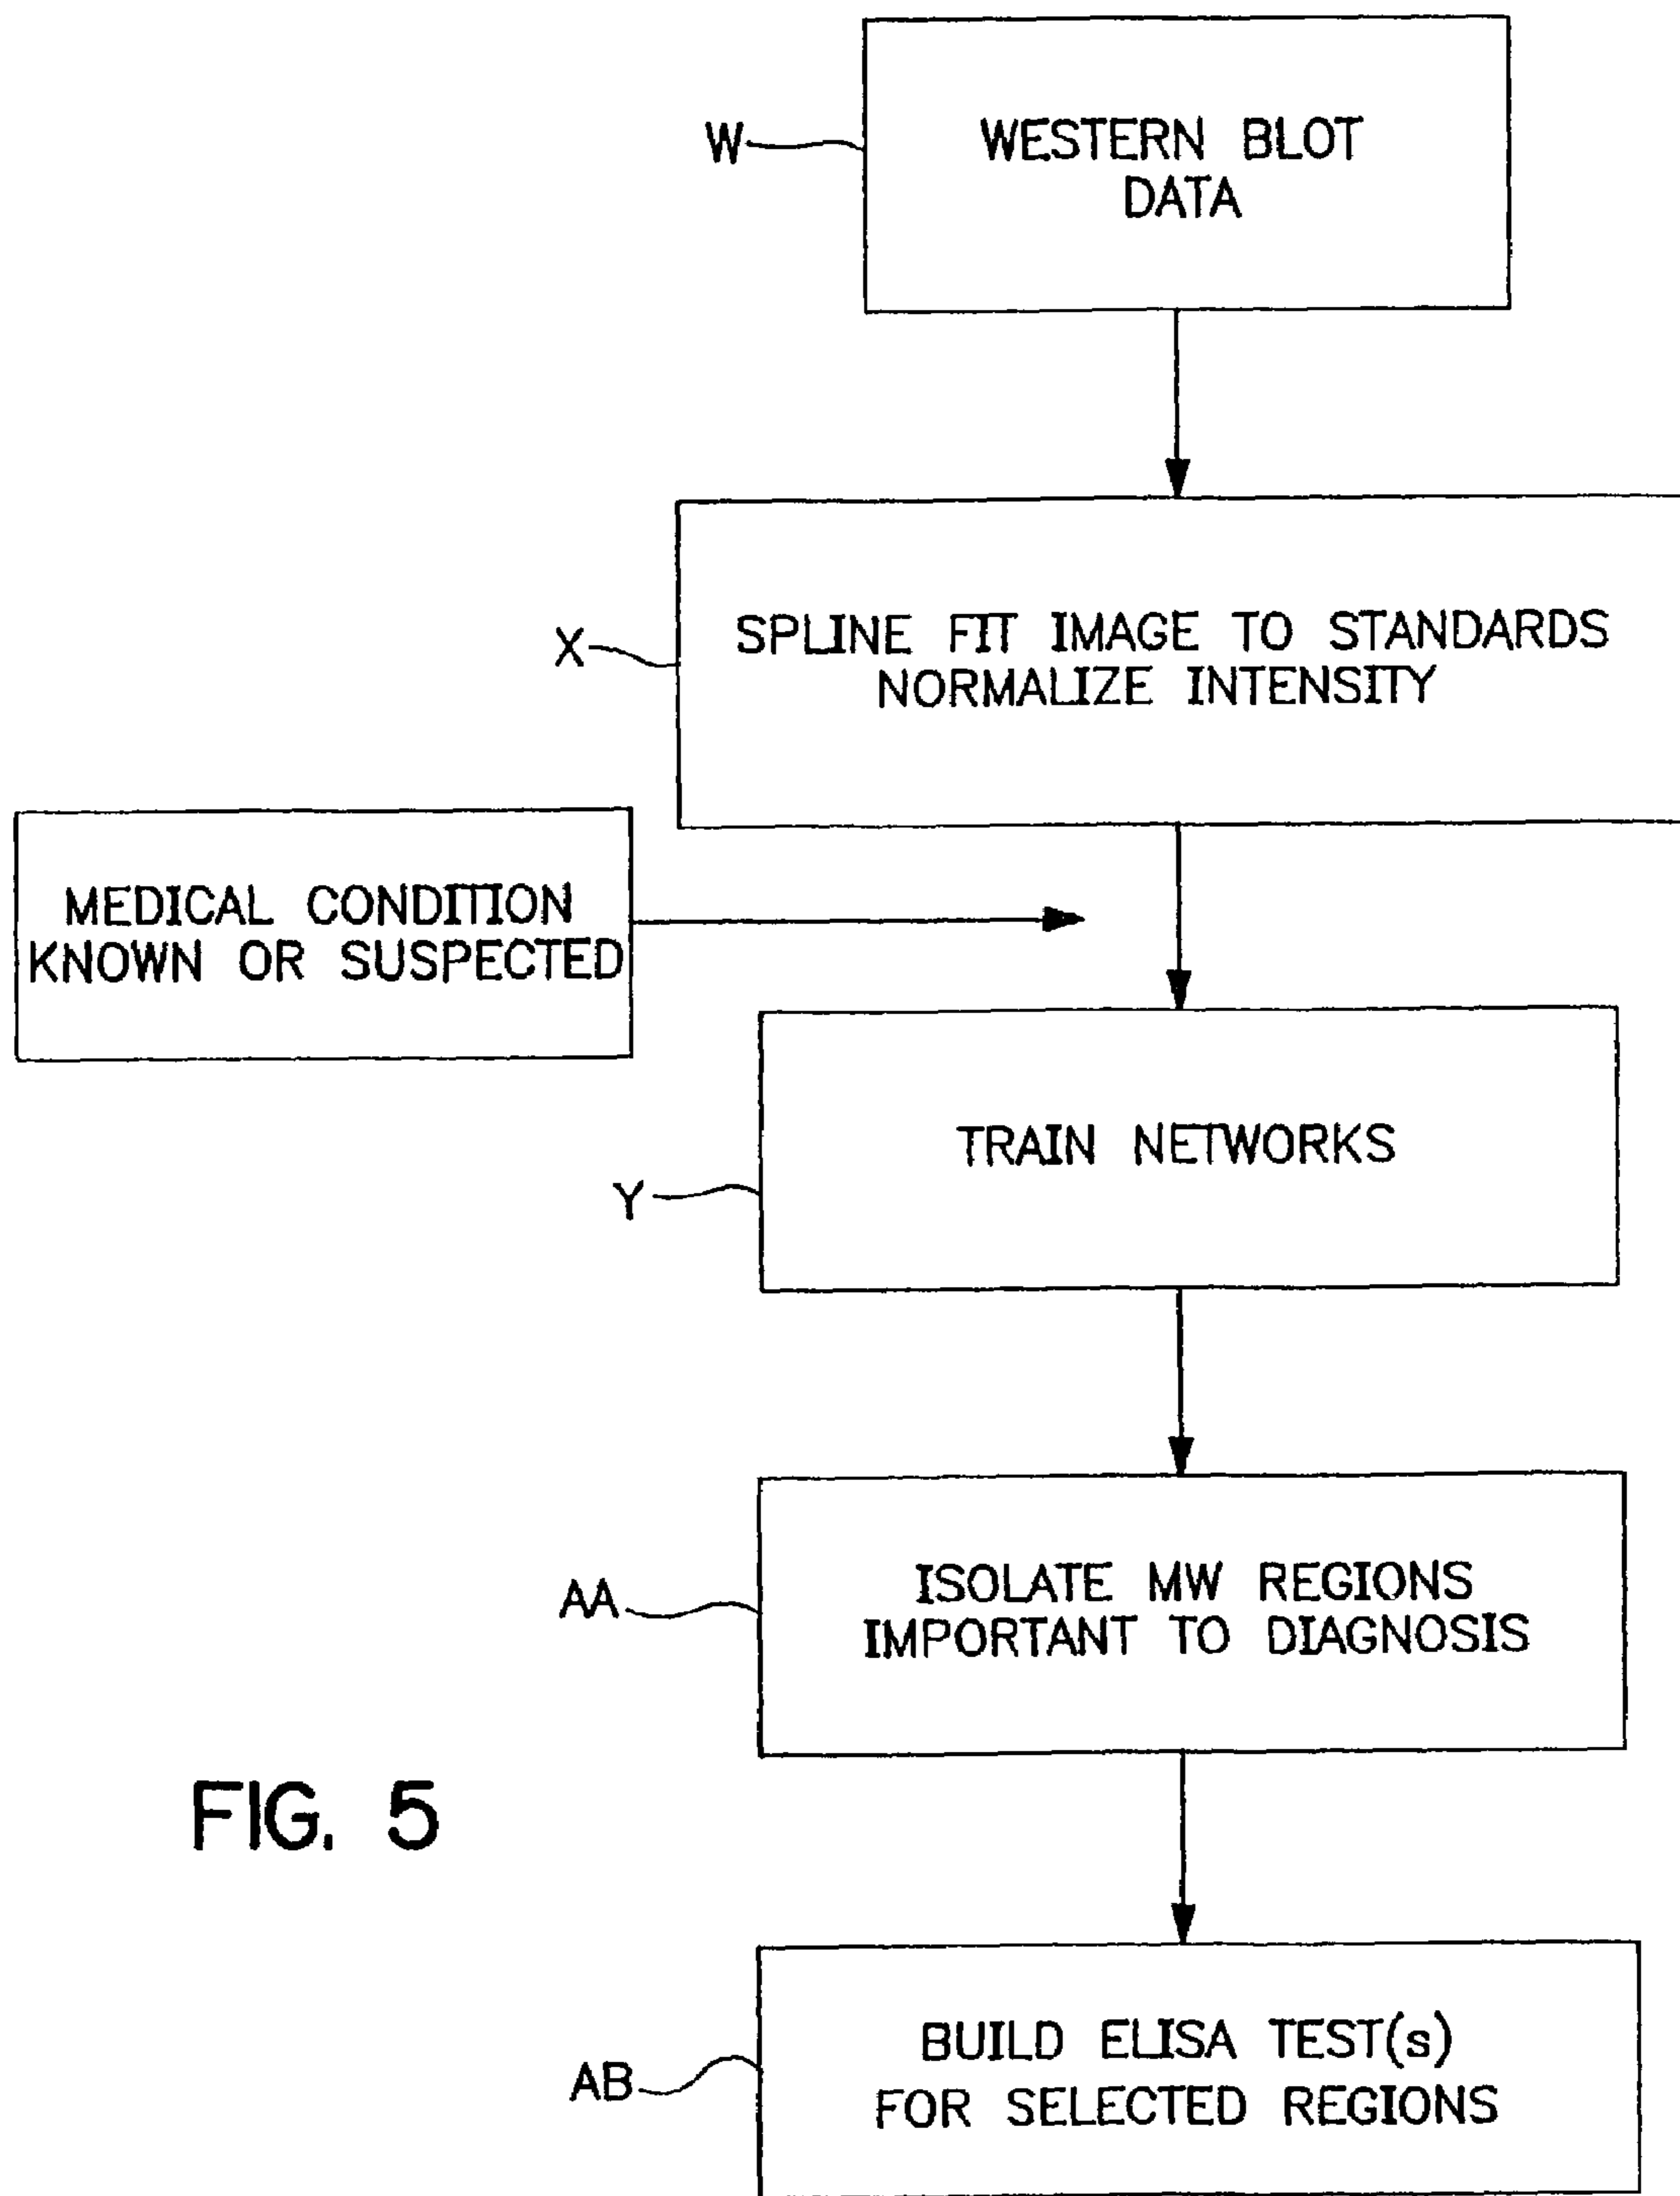 W
WESTERN BLOT
DATA
X
SPLINE FIT IMAGE TO STANDARDS
NORMALIZE INTENSITY
MEDICAL CONDITION
KNOWN OR SUSPECTED
TRAIN NETWORKS
Y
ISOLATE MW REGIONS
IMPORTANT TO DIAGNOSIS
AA
FIG. 5
BUILD ELISA TEST(s)
FOR SELECTED REGIONS
AB